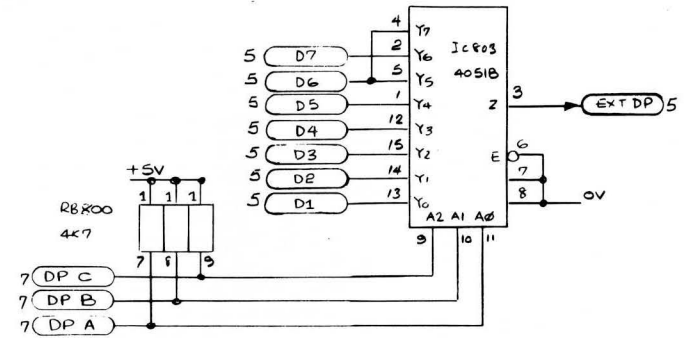 4 Y7
IC803
4051B
5 D7 2 Y6
5 D6 5 Y5
5 D5 1 Y4
3 Z EXT DP 5
5 D4 12 Y3
5 D3 15 Y2
E 6
5 D2 14 Y1
7
5 D1 13 Y0
8 0V
A2 A1 AØ
9 10 11
+5V
1 1 1
RB800
4K7
7 8 9
7 DP C
7 DP B
7 DP A